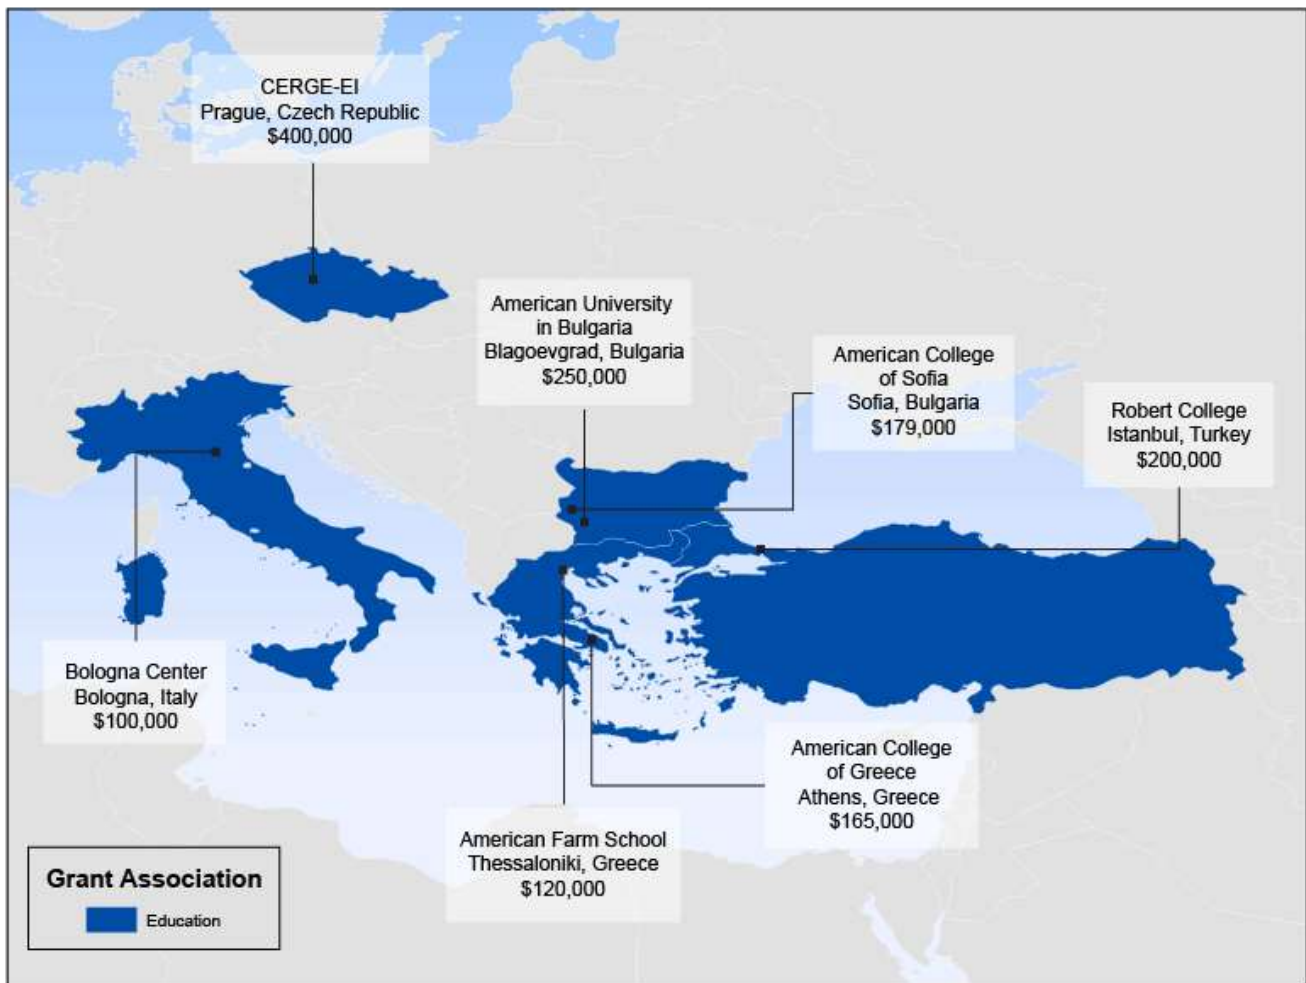 CERGE-EI
Prague, Czech Republic
$400,000
American University
in Bulgaria
Blagoevgrad, Bulgaria
$250,000
American College
of Sofia
Sofia, Bulgaria
$179,000
Robert College
Istanbul, Turkey
$200,000
Bologna Center
Bologna, Italy
$100,000
American College
of Greece
Athens, Greece
$165,000
American Farm School
Thessaloniki, Greece
$120,000
Grant Association
Education